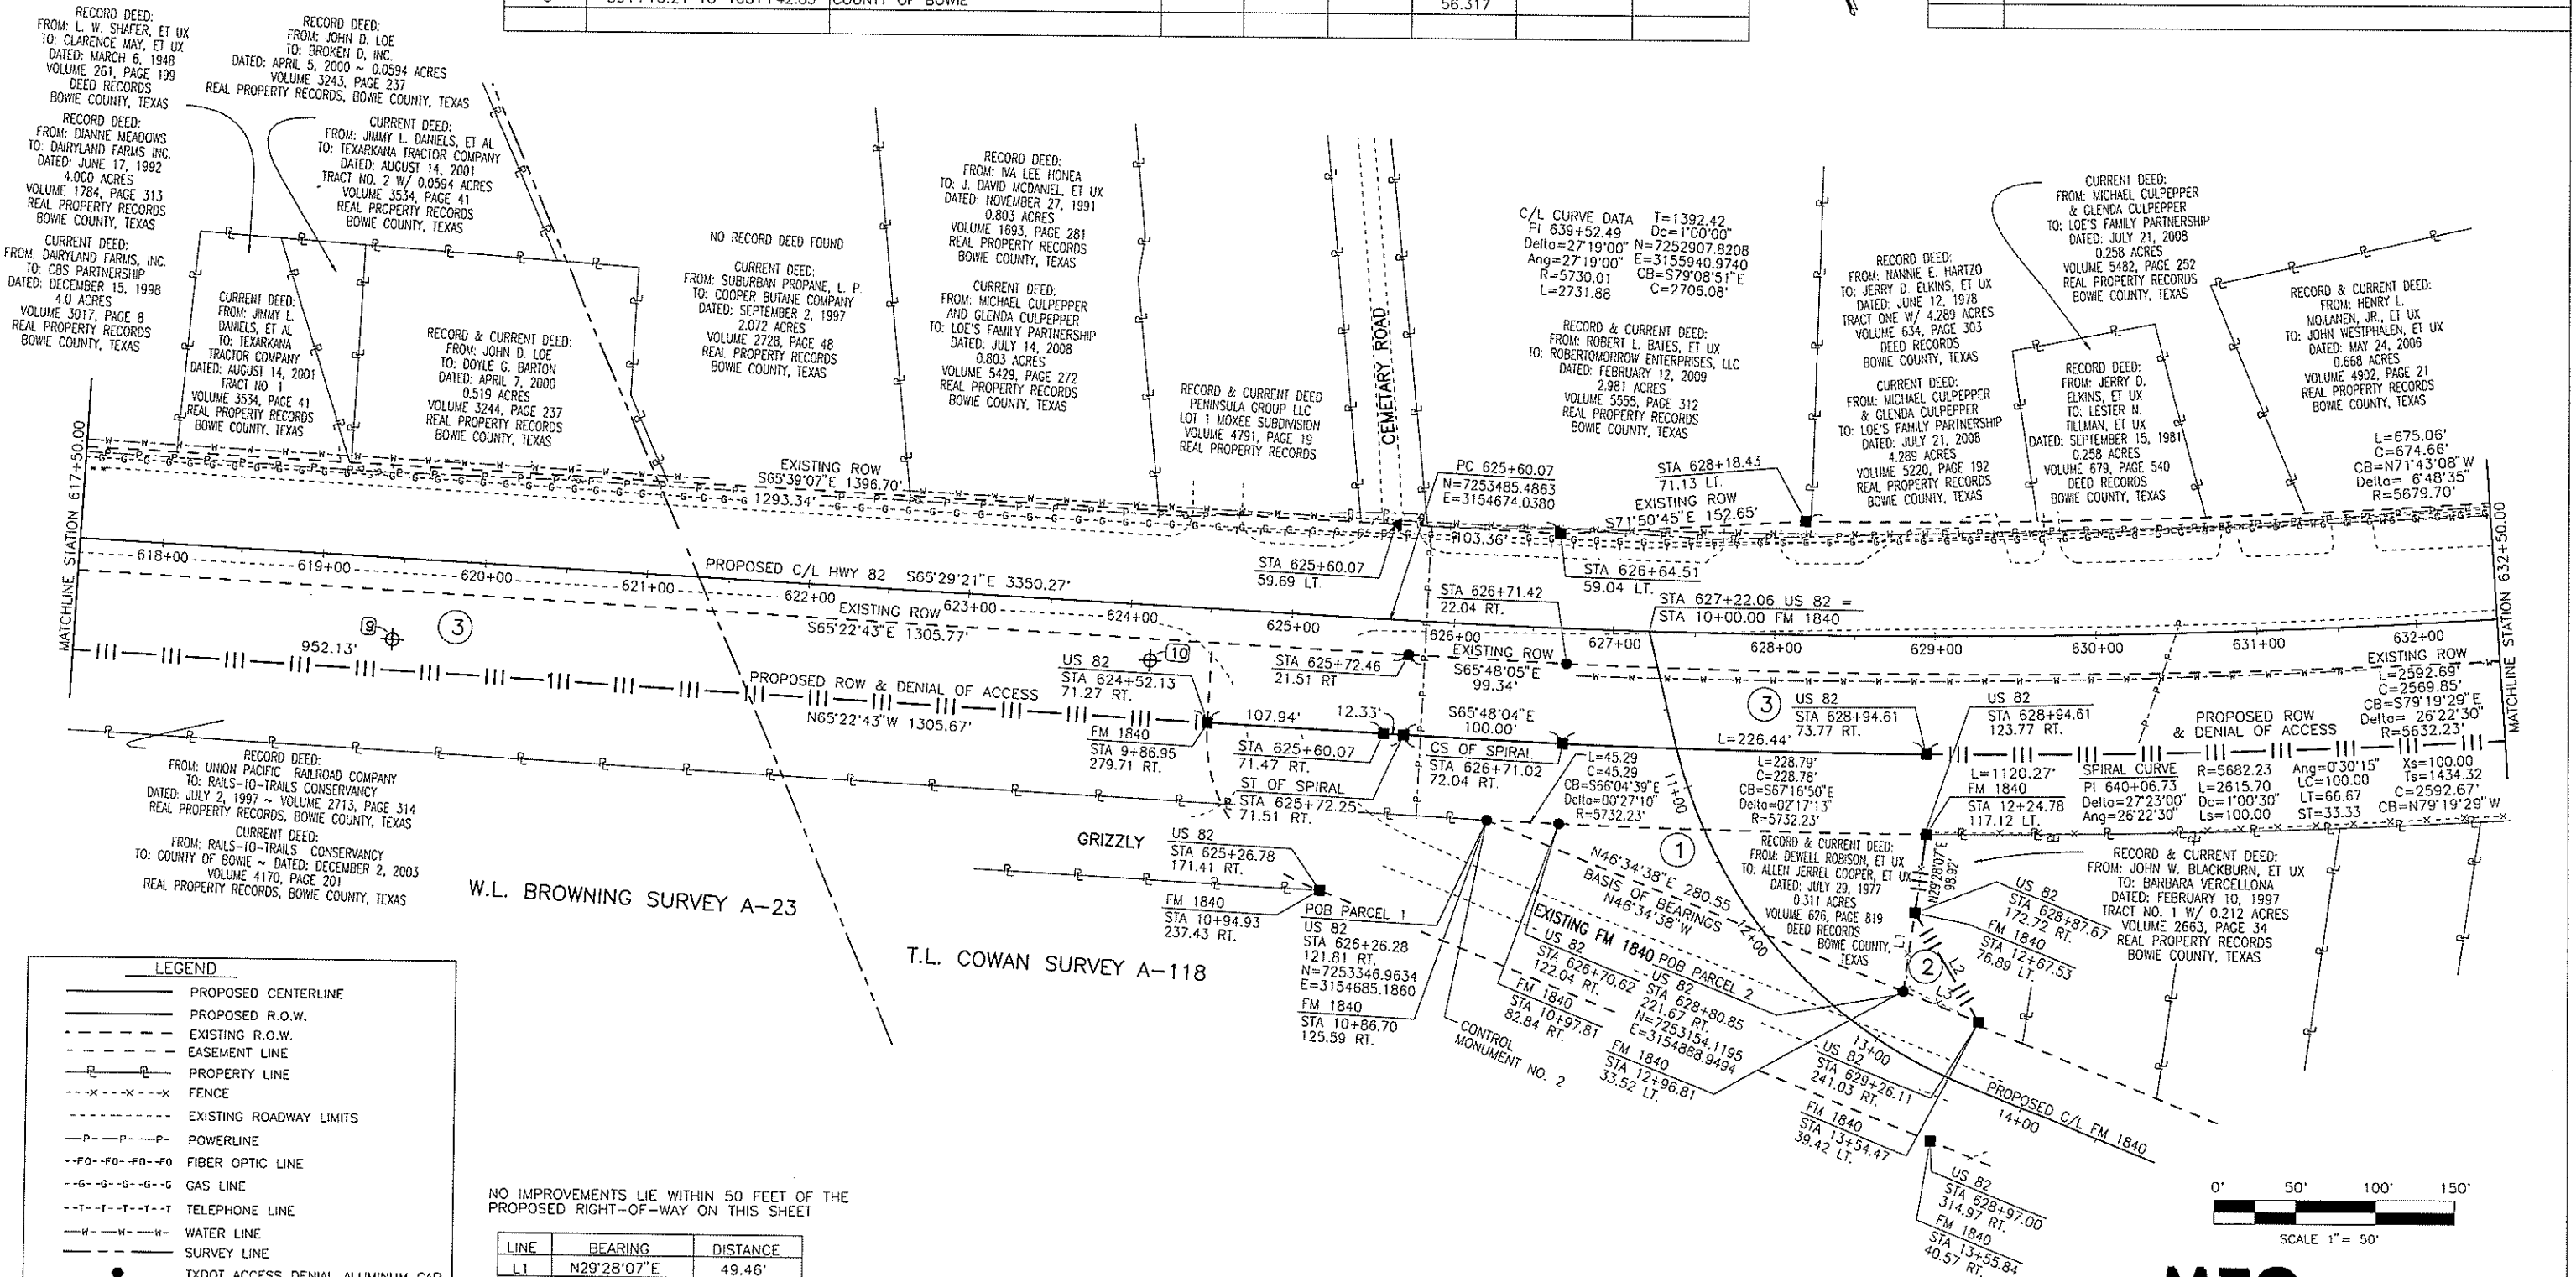 891+16.21 TO 1081+42.85 COUNTY OF BOWIE
56.317
RECORD DEED:
FROM: L. W. SHAFER, ET UX
TO: CLARENCE MAY, ET UX
DATED: MARCH 6, 1948
VOLUME 261, PAGE 199
DEED RECORDS
BOWIE COUNTY, TEXAS
RECORD DEED:
FROM: JOHN D. LOE
TO: BROKEN D, INC.
DATED: APRIL 5, 2000 ~ 0.0594 ACRES
VOLUME 3243, PAGE 237
REAL PROPERTY RECORDS, BOWIE COUNTY, TEXAS
RECORD DEED:
FROM: DIANNE MEADOWS
TO: DAIRYLAND FARMS INC.
DATED: JUNE 17, 1992
4.000 ACRES
VOLUME 1784, PAGE 313
REAL PROPERTY RECORDS
BOWIE COUNTY, TEXAS
CURRENT DEED:
FROM: JIMMY L. DANIELS, ET AL
TO: TEXARKANA TRACTOR COMPANY
DATED: AUGUST 14, 2001
TRACT NO. 2 W/ 0.0594 ACRES
VOLUME 3534, PAGE 41
REAL PROPERTY RECORDS
BOWIE COUNTY, TEXAS
CURRENT DEED:
FROM: DAIRYLAND FARMS, INC.
TO: CBS PARTNERSHIP
DATED: DECEMBER 15, 1998
4.0 ACRES
VOLUME 3017, PAGE 8
REAL PROPERTY RECORDS
BOWIE COUNTY, TEXAS
CURRENT DEED:
FROM: JIMMY L.
DANIELS, ET AL
TO: TEXARKANA
TRACTOR COMPANY
DATED: AUGUST 14, 2001
TRACT NO. 1
VOLUME 3534, PAGE 41
REAL PROPERTY RECORDS
BOWIE COUNTY, TEXAS
RECORD & CURRENT DEED:
FROM: JOHN D. LOE
TO: DOYLE G. BARTON
DATED: APRIL 7, 2000
0.519 ACRES
VOLUME 3244, PAGE 237
REAL PROPERTY RECORDS
BOWIE COUNTY, TEXAS
NO RECORD DEED FOUND
CURRENT DEED:
FROM: SUBURBAN PROPANE, L. P.
TO: COOPER BUTANE COMPANY
DATED: SEPTEMBER 2, 1997
2.072 ACRES
VOLUME 2728, PAGE 48
REAL PROPERTY RECORDS
BOWIE COUNTY, TEXAS
RECORD DEED:
FROM: IVA LEE HONEA
TO: J. DAVID MCDANIEL, ET UX
DATED: NOVEMBER 27, 1991
0.803 ACRES
VOLUME 1693, PAGE 281
REAL PROPERTY RECORDS
BOWIE COUNTY, TEXAS
CURRENT DEED:
FROM: MICHAEL CULPEPPER
AND GLENDA CULPEPPER
TO: LOE'S FAMILY PARTNERSHIP
DATED: JULY 14, 2008
0.803 ACRES
VOLUME 5429, PAGE 272
REAL PROPERTY RECORDS
BOWIE COUNTY, TEXAS
RECORD & CURRENT DEED
PENINSULA GROUP LLC
LOT 1 MOXEE SUBDIVISION
VOLUME 4791, PAGE 19
REAL PROPERTY RECORDS
CEMETARY ROAD
C/L CURVE DATA T=1392.42
PI 639+52.49 Dc=1°00'00"
Delta=27°19'00" N=7252907.8208
Ang=27°19'00" E=3155940.9740
R=5730.01 CB=S79°08'51"E
L=2731.88 C=2706.08'
RECORD & CURRENT DEED:
FROM: ROBERT L. BATES, ET UX
TO: ROBERTOMORROW ENTERPRISES, LLC
DATED: FEBRUARY 12, 2009
2.981 ACRES
VOLUME 5555, PAGE 312
REAL PROPERTY RECORDS
BOWIE COUNTY, TEXAS
RECORD DEED:
FROM: NANNIE E. HARTZO
TO: JERRY D. ELKINS, ET UX
DATED: JUNE 12, 1978
TRACT ONE W/ 4.289 ACRES
VOLUME 634, PAGE 303
DEED RECORDS
BOWIE COUNTY, TEXAS
CURRENT DEED:
FROM: MICHAEL CULPEPPER
& GLENDA CULPEPPER
TO: LOE'S FAMILY PARTNERSHIP
DATED: JULY 21, 2008
4.289 ACRES
VOLUME 5220, PAGE 192
REAL PROPERTY RECORDS
BOWIE COUNTY, TEXAS
CURRENT DEED:
FROM: MICHAEL CULPEPPER
& GLENDA CULPEPPER
TO: LOE'S FAMILY PARTNERSHIP
DATED: JULY 21, 2008
0.258 ACRES
VOLUME 5482, PAGE 252
REAL PROPERTY RECORDS
BOWIE COUNTY, TEXAS
RECORD DEED:
FROM: JERRY D.
ELKINS, ET UX
TO: LESTER N.
TILLMAN, ET UX
DATED: SEPTEMBER 15, 1981
0.258 ACRES
VOLUME 679, PAGE 540
DEED RECORDS
BOWIE COUNTY, TEXAS
RECORD & CURRENT DEED:
FROM: HENRY L.
MOILANEN, JR., ET UX
TO: JOHN WESTPHALEN, ET UX
DATED: MAY 24, 2006
0.668 ACRES
VOLUME 4902, PAGE 21
REAL PROPERTY RECORDS
BOWIE COUNTY, TEXAS
L=675.06'
C=674.66'
CB=N71°43'08"W
Delta= 6°48'35"
R=5679.70'
MATCHLINE STATION 617+50.00
MATCHLINE STATION 632+50.00
EXISTING ROW
S65°39'07"E 1396.70'
1293.34'
PC 625+60.07
N=7253485.4863
E=3154674.0380
STA 628+18.43
71.13 LT.
EXISTING ROW
S71°50'45"E 152.65'
103.36'
STA 625+60.07
59.69 LT.
STA 626+64.51
59.04 LT.
618+00
619+00
620+00
621+00
622+00
623+00
624+00
625+00
626+00
627+00
628+00
629+00
630+00
631+00
632+00
PROPOSED C/L HWY 82 S65°29'21"E 3350.27'
EXISTING ROW
S65°22'43"E 1305.77'
STA 626+71.42
22.04 RT.
STA 627+22.06 US 82 =
STA 10+00.00 FM 1840
9
3
952.13'
10
STA 625+72.46
21.51 RT
EXISTING ROW
S65°48'05"E
99.34'
PROPOSED ROW & DENIAL OF ACCESS
N65°22'43"W 1305.67'
US 82
STA 624+52.13
71.27 RT.
FM 1840
STA 9+86.95
279.71 RT.
107.94'
12.33'
S65°48'04"E
100.00'
STA 625+60.07
71.47 RT.
CS OF SPIRAL
STA 626+71.02
72.04 RT.
ST OF SPIRAL
STA 625+72.25
71.51 RT.
3
US 82
STA 628+94.61
73.77 RT.
L=226.44'
US 82
STA 628+94.61
123.77 RT.
EXISTING ROW
L=2592.69'
C=2569.85'
CB=S79°19'29"E
Delta= 26°22'30"
R=5632.23'
PROPOSED ROW
& DENIAL OF ACCESS
L=45.29
C=45.29
CB=S66°04'39"E
Delta=00°27'10"
R=5732.23'
L=228.79'
C=228.78'
CB=S67°16'50"E
Delta=02°17'13"
R=5732.23'
L=1120.27'
FM 1840
STA 12+24.78
117.12 LT.
SPIRAL CURVE
PI 640+06.73
Delta=27°23'00"
Ang=26°22'30"
R=5682.23
L=2615.70
Dc=1°00'30"
Ls=100.00
Ang=0°30'15"
LC=100.00
LT=66.67
ST=33.33
Xs=100.00
Ts=1434.32
C=2592.67'
CB=N79°19'29"W
RECORD DEED:
FROM: UNION PACIFIC RAILROAD COMPANY
TO: RAILS-TO-TRAILS CONSERVANCY
DATED: JULY 2, 1997 ~ VOLUME 2713, PAGE 314
REAL PROPERTY RECORDS, BOWIE COUNTY, TEXAS
CURRENT DEED:
FROM: RAILS-TO-TRAILS CONSERVANCY
TO: COUNTY OF BOWIE ~ DATED: DECEMBER 2, 2003
VOLUME 4170, PAGE 201
REAL PROPERTY RECORDS, BOWIE COUNTY, TEXAS
W.L. BROWNING SURVEY A-23
T.L. COWAN SURVEY A-118
GRIZZLY
US 82
STA 625+26.78
171.41 RT.
FM 1840
STA 10+94.93
237.43 RT.
POB PARCEL 1
US 82
STA 626+26.28
121.81 RT.
N=7253346.9634
E=3154685.1860
FM 1840
STA 10+86.70
125.59 RT.
11+00
1
N46°34'38"E 280.55
BASIS OF BEARINGS
N46°34'38"W
12+00
EXISTING FM 1840
US 82
STA 626+70.62
122.04 RT.
FM 1840
STA 10+97.81
82.84 RT.
CONTROL
MONUMENT NO. 2
POB PARCEL 2
US 82
STA 628+80.85
221.67 RT.
N=7253154.1195
E=3154888.9494
FM 1840
STA 12+96.81
33.52 LT.
RECORD & CURRENT DEED:
FROM: DEWELL ROBISON, ET UX
TO: ALLEN JERREL COOPER, ET UX
DATED: JULY 29, 1977
0.311 ACRES
VOLUME 626, PAGE 819
DEED RECORDS
BOWIE COUNTY,
TEXAS
N29°28'07"E
98.92'
L1
2
L2
L3
US 82
STA 628+87.67
172.72 RT.
FM 1840
STA 12+67.53
76.89 LT.
RECORD & CURRENT DEED:
FROM: JOHN W. BLACKBURN, ET UX
TO: BARBARA VERCELLONA
DATED: FEBRUARY 10, 1997
TRACT NO. 1 W/ 0.212 ACRES
VOLUME 2663, PAGE 34
REAL PROPERTY RECORDS
BOWIE COUNTY, TEXAS
13+00
US 82
STA 629+26.11
241.03 RT.
FM 1840
STA 13+54.47
39.42 LT.
PROPOSED C/L FM 1840
14+00
US 82
STA 628+97.00
314.97 RT.
FM 1840
STA 13+55.84
40.57 RT.
0' 50' 100' 150'
SCALE 1"= 50'
LEGEND
PROPOSED CENTERLINE
PROPOSED R.O.W.
EXISTING R.O.W.
EASEMENT LINE
PROPERTY LINE
FENCE
EXISTING ROADWAY LIMITS
POWERLINE
FIBER OPTIC LINE
GAS LINE
TELEPHONE LINE
WATER LINE
SURVEY LINE
TXDOT ACCESS DENIAL ALUMINUM CAP
NO IMPROVEMENTS LIE WITHIN 50 FEET OF THE
PROPOSED RIGHT-OF-WAY ON THIS SHEET
LINE BEARING DISTANCE
L1 N29°28'07"E 49.46'